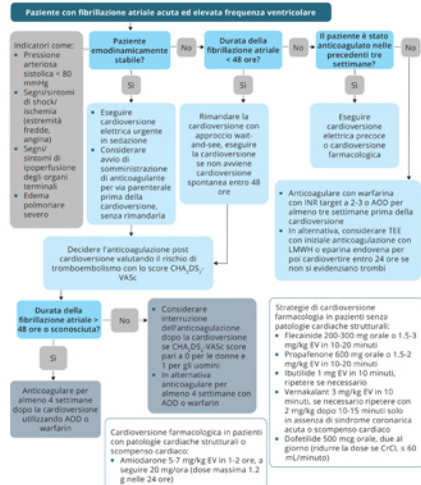 Paziente con fibrillazione atriale acuta ed elevata frequenza ventricolare
Indicatori come:
Pressione
arteriosa
sistolica < 80
mmHg
Segni/sintomi
di shock/
ischemia
(estremità
fredde,
angina)
Segni/
sintomi di
ipoperfusione
degli organi
terminali
Edema
polmonare
severo
Paziente
emodinamicamente
stabile?
No
Durata della
fibrillazione atriale
< 48 ore?
No
Il paziente è stato
anticoagulato nelle
precedenti tre
settimane?
Sì
Sì
Sì
No
Eseguire
cardioversione
elettrica urgente
in sedazione
Considerare
avvio di
somministrazione
di anticoagulante
per via parenterale
prima della
cardioversione,
senza rimandarla
Rimandare la
cardioversione con
approccio wait-
and-see, eseguire
la cardioversione
se non avviene
cardioversione
spontanea entro 48
ore
Eseguire
cardioversione
elettrica precoce
o cardioversione
farmacologica
Anticoagulare con warfarina
con INR target a 2-3 o AOD per
almeno tre settimane prima della
cardioversione
In alternativa, considerare TEE
con iniziale anticoagulazione con
LMWH o eparina endovena per
poi cardiovertire entro 24 ore se
non si evidenziano trombi
Decidere l'anticoagulazione post
cardioversione valutando il rischio di
tromboembolismo con lo score CHA₂DS₂-
VASc
Durata della
fibrillazione atriale >
48 ore o sconosciuta?
No
Considerare
interruzione
dell'anticoagulazione
dopo la cardioversione
se CHA₂DS₂-VASc score
pari a 0 per le donne e
1 per gli uomini
In alternativa
anticoagulare per
almeno 4 settimane con
AOD o warfarin
Sì
Anticoagulare per
almeno 4 settimane
dopo la cardioversione
utilizzando AOD o
warfarin
Strategie di cardioversione
farmacologia in pazienti senza
patologie cardiache strutturali:
Flecainide 200-300 mg orale o 1.5-3
mg/kg EV in 10-20 minuti
Propafenone 600 mg orale o 1.5-2
mg/kg EV in 10-20 minuti
Ibutilide 1 mg EV in 10 minuti,
ripetere se necessario
Vernakalant 3 mg/kg EV in 10
minuti, se necessario ripetere con
2 mg/kg dopo 10-15 minuti solo
in assenza di sindrome coronarica
acuta o scompenso cardiaco
Dofetilide 500 mcg orale, due al
giorno (ridurre la dose se CrCL ≤ 60
mL/minuto)
Cardioversione farmacologica in pazienti
con patologie cardiache strutturali o
scompenso cardiaco:
Amiodarone 5-7 mg/kg EV in 1-2 ore, a
seguire 20 mg/ora (dose massima 1.2
g nelle 24 ore)